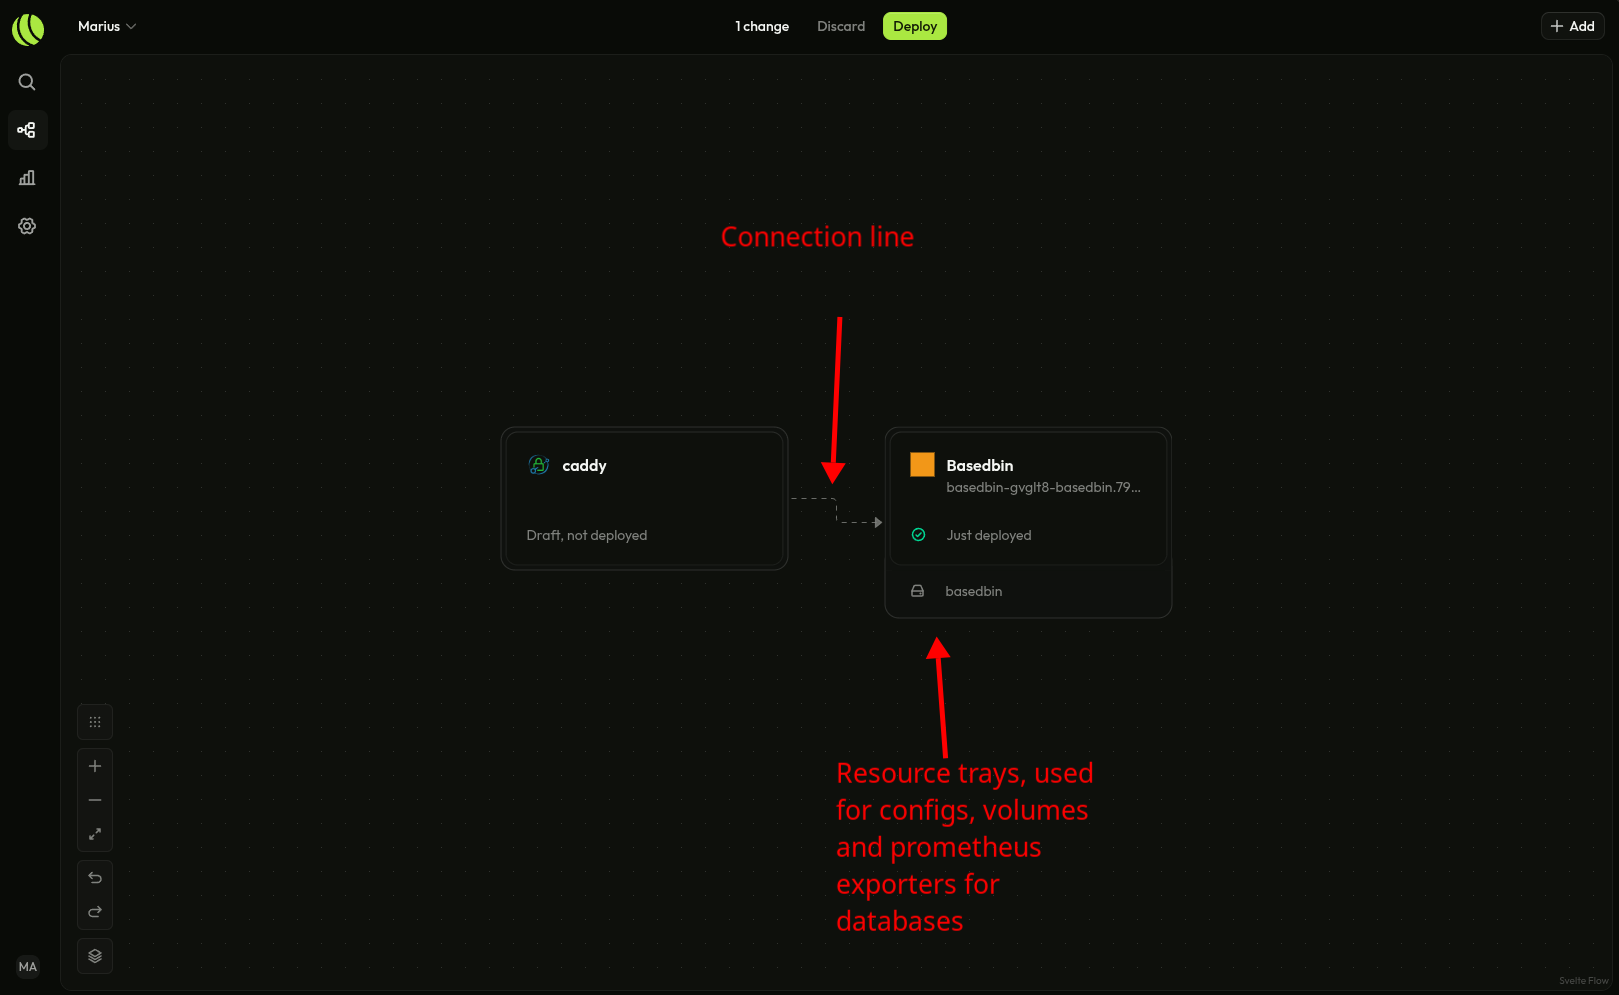 Marius
1 change
Discard
Deploy
Add
Connection line
caddy
Draft, not deployed
Basedbin
basedbin-gvglt8-basedbin.79...
Just deployed
basedbin
Resource trays, used
for configs, volumes
and prometheus
exporters for
databases
MA
Svelte Flow